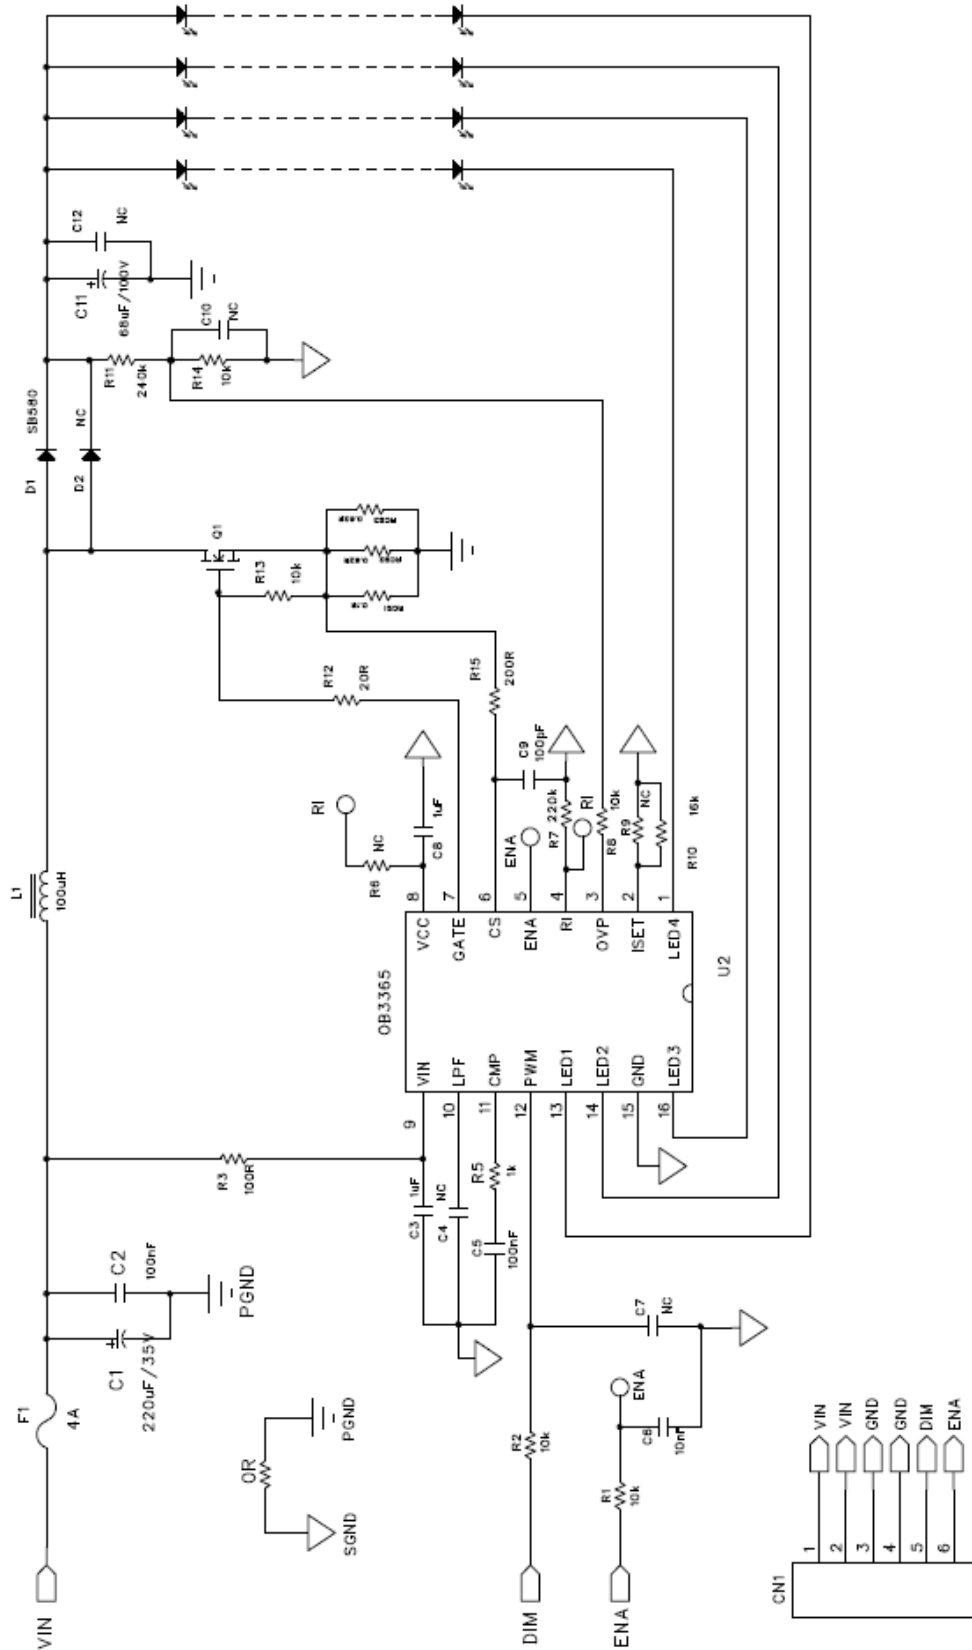 VIN
F1
4A
C1
220uF/35V
C2
100nF
PGND
R3
100R
L1
100uH
D1
SB580
D2
NC
R11
240k
R14
10k
C10
NC
C11
68uF/100V
C12
NC
Q1
R13
10k
R12
20R
R15
200R
0R
SGND
PGND
RI
R6
NC
C8
1uF
C9
100pF
ENA
R7
220k
RI
R8
10k
R9
NC
R10
16k
OB3365
U2
8
VCC
7
GATE
6
CS
5
ENA
4
RI
3
OVP
2
ISET
1
LED4
9
VIN
10
LPF
11
CMP
12
PWM
13
LED1
14
LED2
15
GND
16
LED3
C3
1uF
C4
NC
C5
100nF
R5
1k
DIM
R2
10k
C7
NC
ENA
R1
10k
ENA
C6
10nF
CN1
1
VIN
2
VIN
3
GND
4
GND
5
DIM
6
ENA